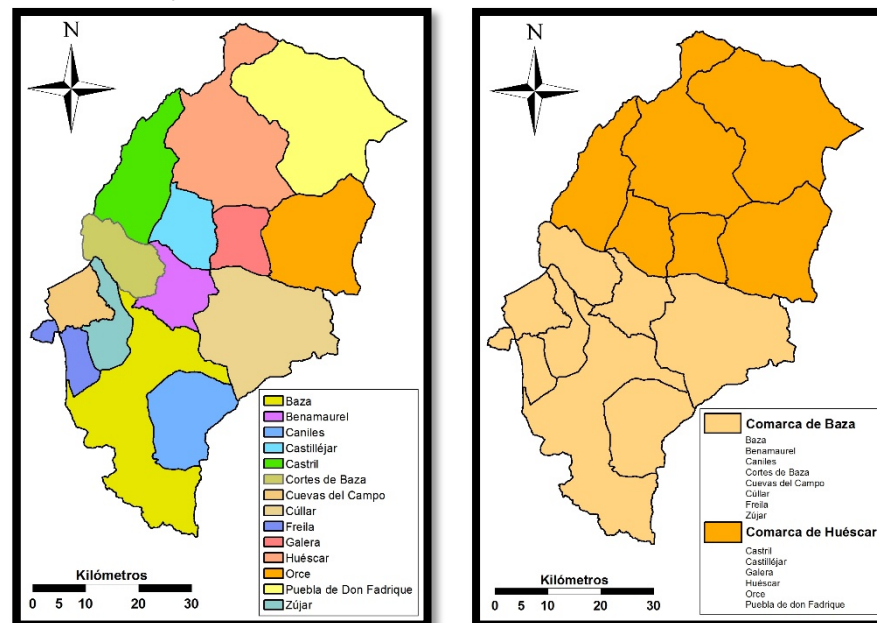 N
Baza
Benamaurel
Caniles
Castilléjar
Castril
Cortes de Baza
Cuevas del Campo
Cúllar
Freila
Galera
Huéscar
Orce
Puebla de Don Fadrique
Zújar
Kilómetros
0 5 10 20 30
N
Comarca de Baza
Baza
Benamaurel
Caniles
Cortes de Baza
Cuevas del Campo
Cúllar
Freila
Zújar
Comarca de Huéscar
Castril
Castilléjar
Galera
Huéscar
Orce
Puebla de don Fadrique
Kilómetros
0 5 10 20 30